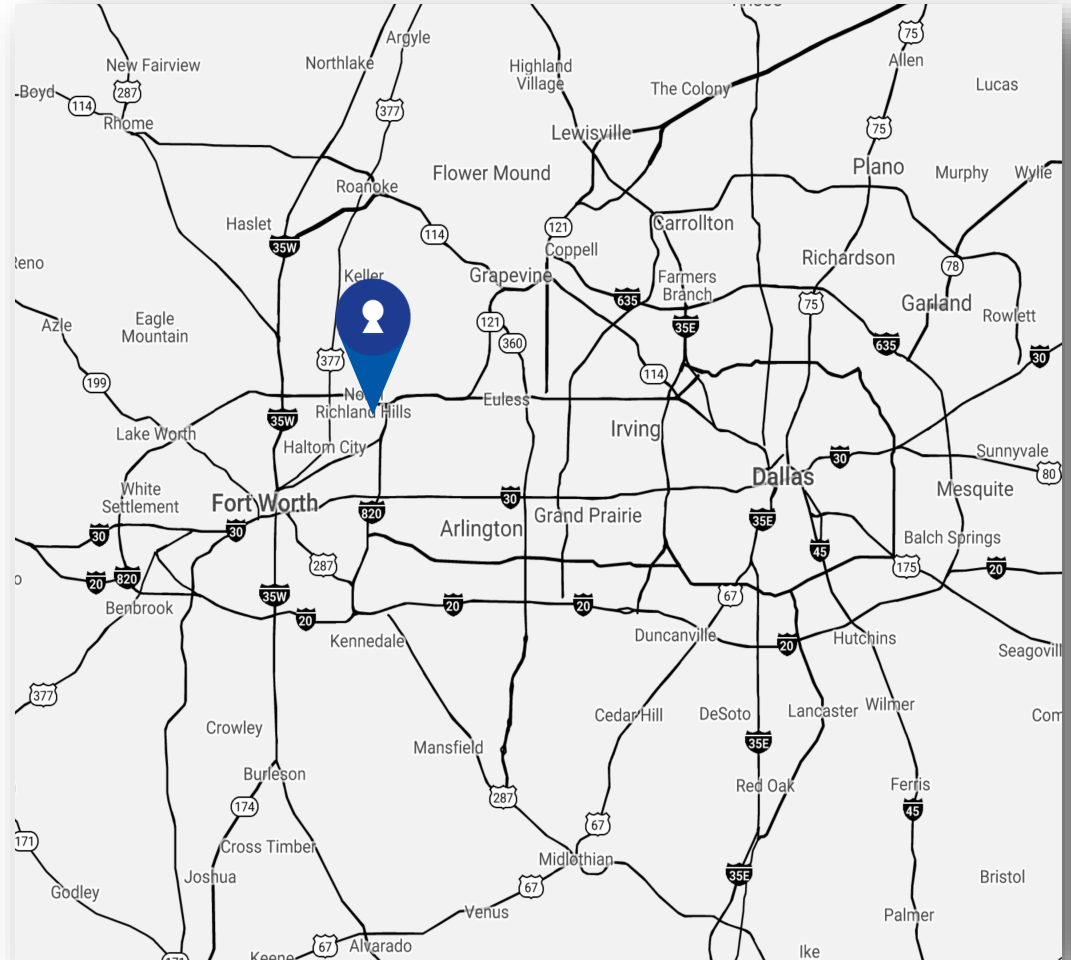 Argyle
75
New Fairview
Northlake
Highland
Village
Allen
Boyd
287
The Colony
Lucas
114
377
Rhome
Lewisville
75
Roanoke
Flower Mound
Plano
Murphy
Wylie
Haslet
121
Carrollton
35W
114
Coppell
Richardson
Keller
Grapevine
Farmers
Branch
78
635
75
Garland
Azle
Eagle
Mountain
121
360
35E
Rowlett
377
635
30
199
114
North
Richland Hills
Euless
35W
Lake Worth
Haltom City
Irving
30
Sunnyvale
80
White
Settlement
Fort Worth
30
Dallas
Mesquite
820
Arlington
Grand Prairie
35E
30
30
Balch Springs
45
287
175
20
820
35W
20
Benbrook
20
20
67
20
Kennedale
Duncanville
20
Hutchins
Seagovill
377
Crowley
Cedar Hill
DeSoto
Lancaster
Wilmer
Com
Mansfield
35E
Burleson
Red Oak
Ferris
287
174
45
67
171
Cross Timber
Midlothian
Joshua
35E
Bristol
Godley
67
Venus
Palmer
67
Alvarado
Ike
Keene
171